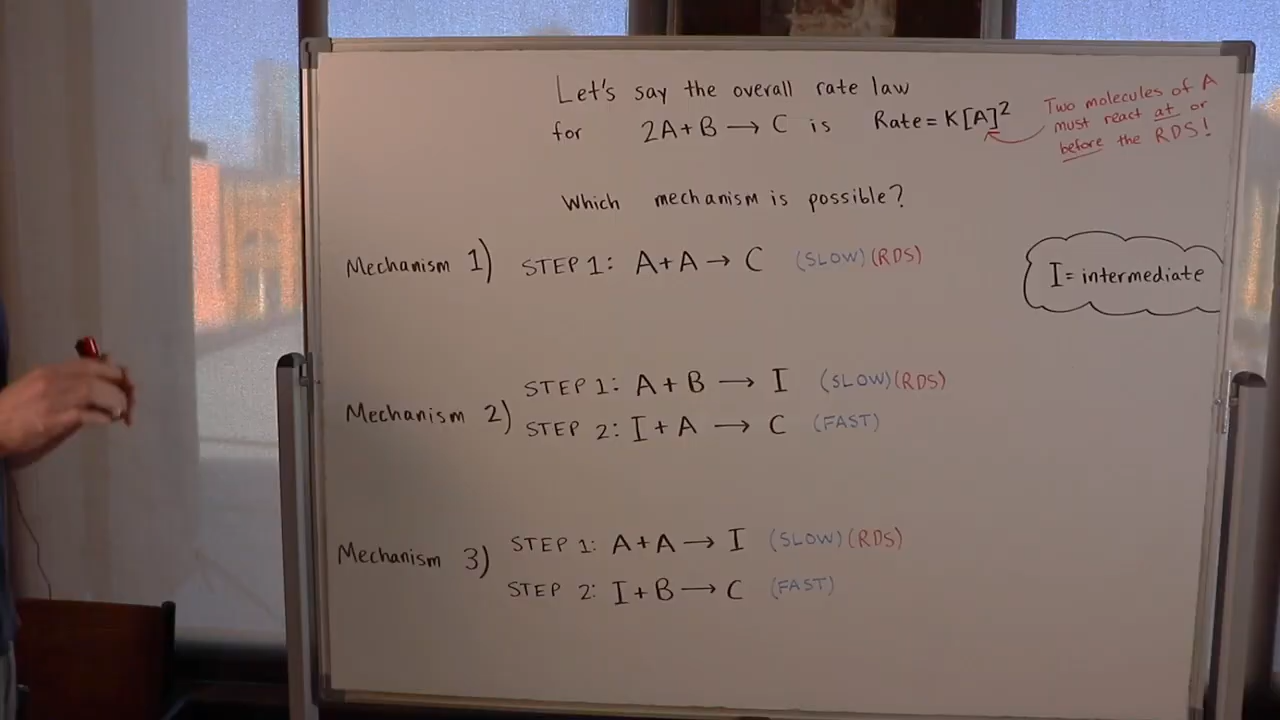 Let's say the overall rate law
for 2A+B → C is Rate=K[A]²
Two molecules of A
must react at or
before the RDS!
Which mechanism is possible?
Mechanism 1) STEP 1: A+A → C (SLOW)(RDS)
I=intermediate
Mechanism 2)
STEP 1: A+B → I (SLOW)(RDS)
STEP 2: I+A → C (FAST)
Mechanism 3)
STEP 1: A+A → I (SLOW)(RDS)
STEP 2: I+B → C (FAST)